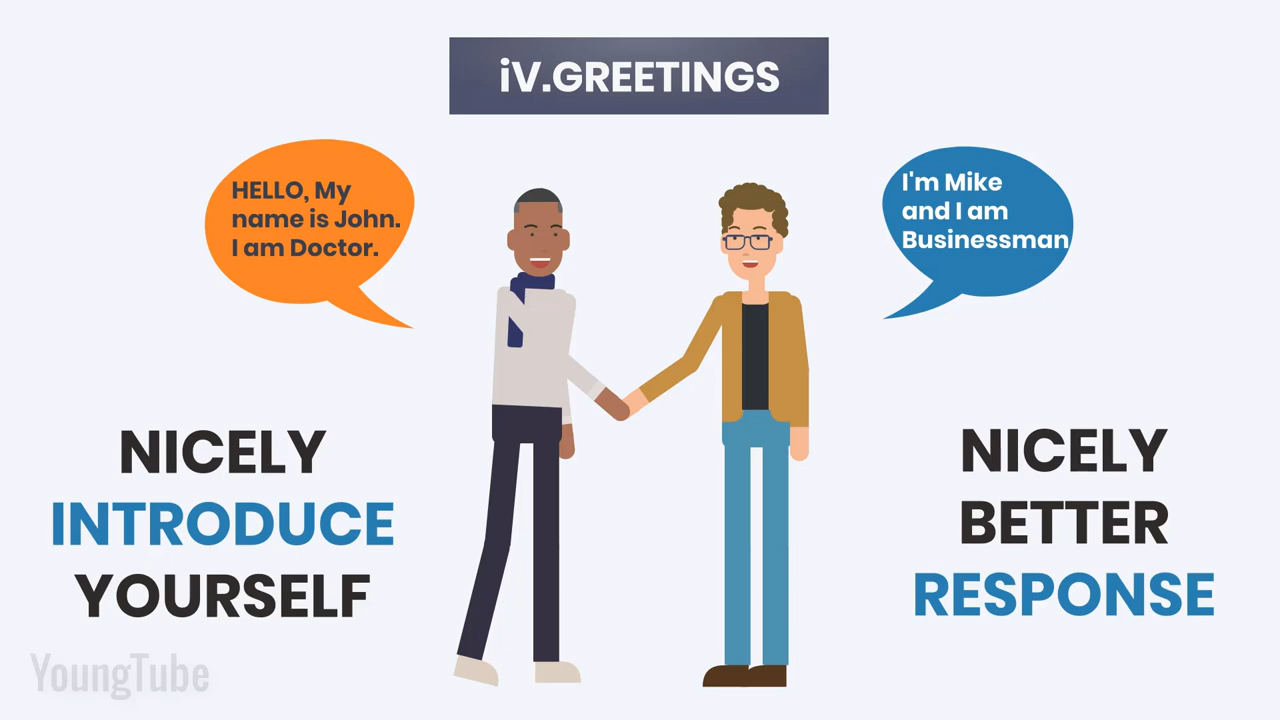 iV.GREETINGS
HELLO, My
name is John.
I am Doctor.
I'm Mike
and I am
Businessman
NICELY
INTRODUCE
YOURSELF
NICELY
BETTER
RESPONSE
YoungTube